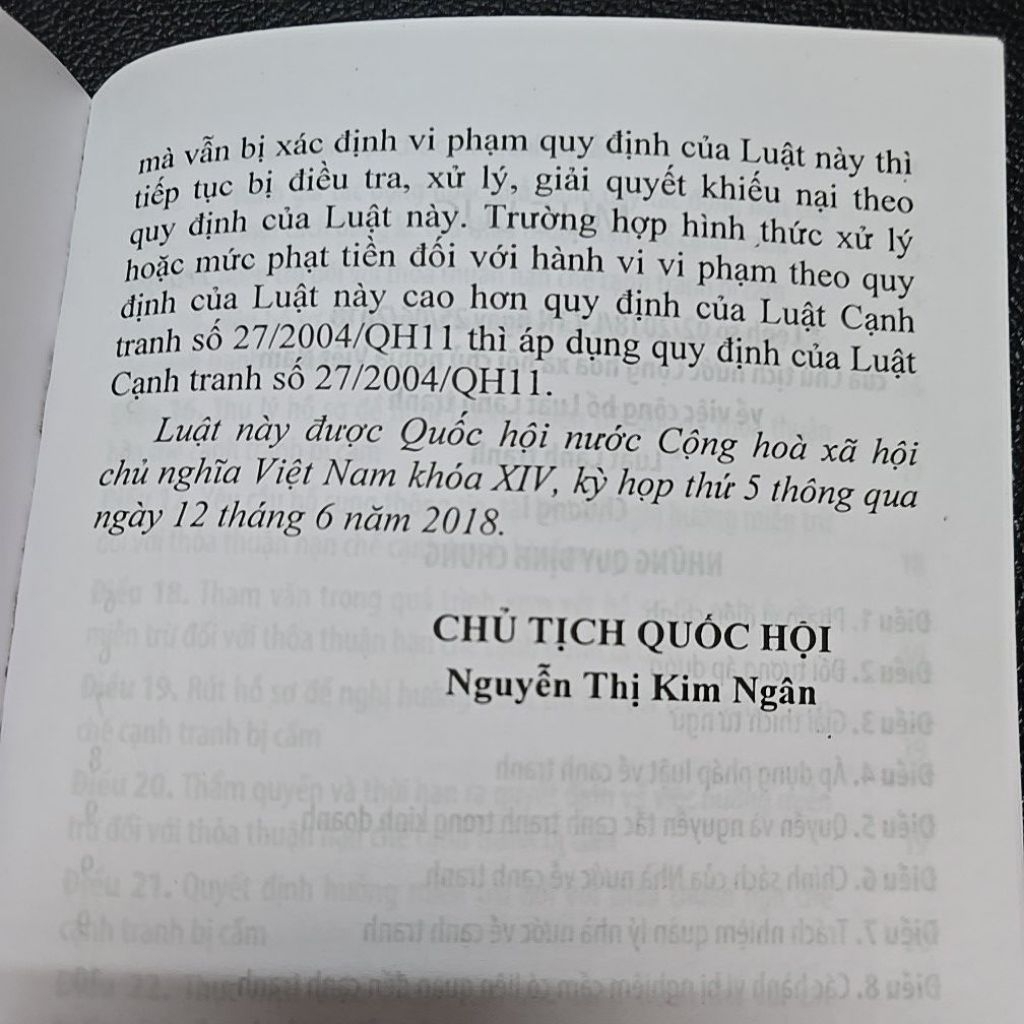 mà vẫn bị xác định vi phạm quy định của Luật này thì
tiếp tục bị điều tra, xử lý, giải quyết khiếu nại theo
quy định của Luật này. Trường hợp hình thức xử lý
hoặc mức phạt tiền đối với hành vi vi phạm theo quy
định của Luật này cao hơn quy định của Luật Cạnh
tranh số 27/2004/QH11 thì áp dụng quy định của Luật
Cạnh tranh số 27/2004/QH11.
Luật này được Quốc hội nước Cộng hoà xã hội
chủ nghĩa Việt Nam khóa XIV, kỳ họp thứ 5 thông qua
ngày 12 tháng 6 năm 2018.
CHỦ TỊCH QUỐC HỘI
Nguyễn Thị Kim Ngân